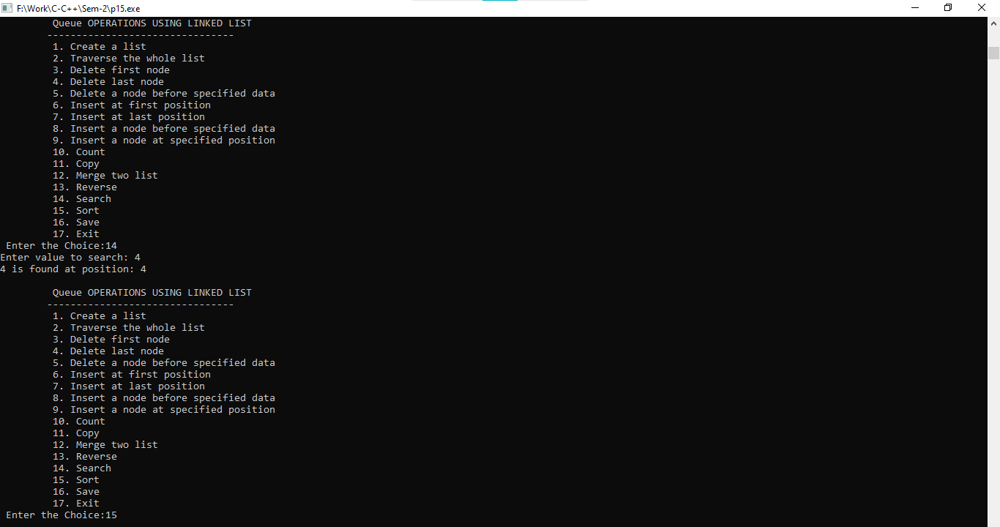 F:\Work\C-C++\Sem-2\p15.exe
Queue OPERATIONS USING LINKED LIST
--------------------------------
1. Create a list
2. Traverse the whole list
3. Delete first node
4. Delete last node
5. Delete a node before specified data
6. Insert at first position
7. Insert at last position
8. Insert a node before specified data
9. Insert a node at specified position
10. Count
11. Copy
12. Merge two list
13. Reverse
14. Search
15. Sort
16. Save
17. Exit
Enter the Choice:14
Enter value to search: 4
4 is found at position: 4
Queue OPERATIONS USING LINKED LIST
--------------------------------
1. Create a list
2. Traverse the whole list
3. Delete first node
4. Delete last node
5. Delete a node before specified data
6. Insert at first position
7. Insert at last position
8. Insert a node before specified data
9. Insert a node at specified position
10. Count
11. Copy
12. Merge two list
13. Reverse
14. Search
15. Sort
16. Save
17. Exit
Enter the Choice:15